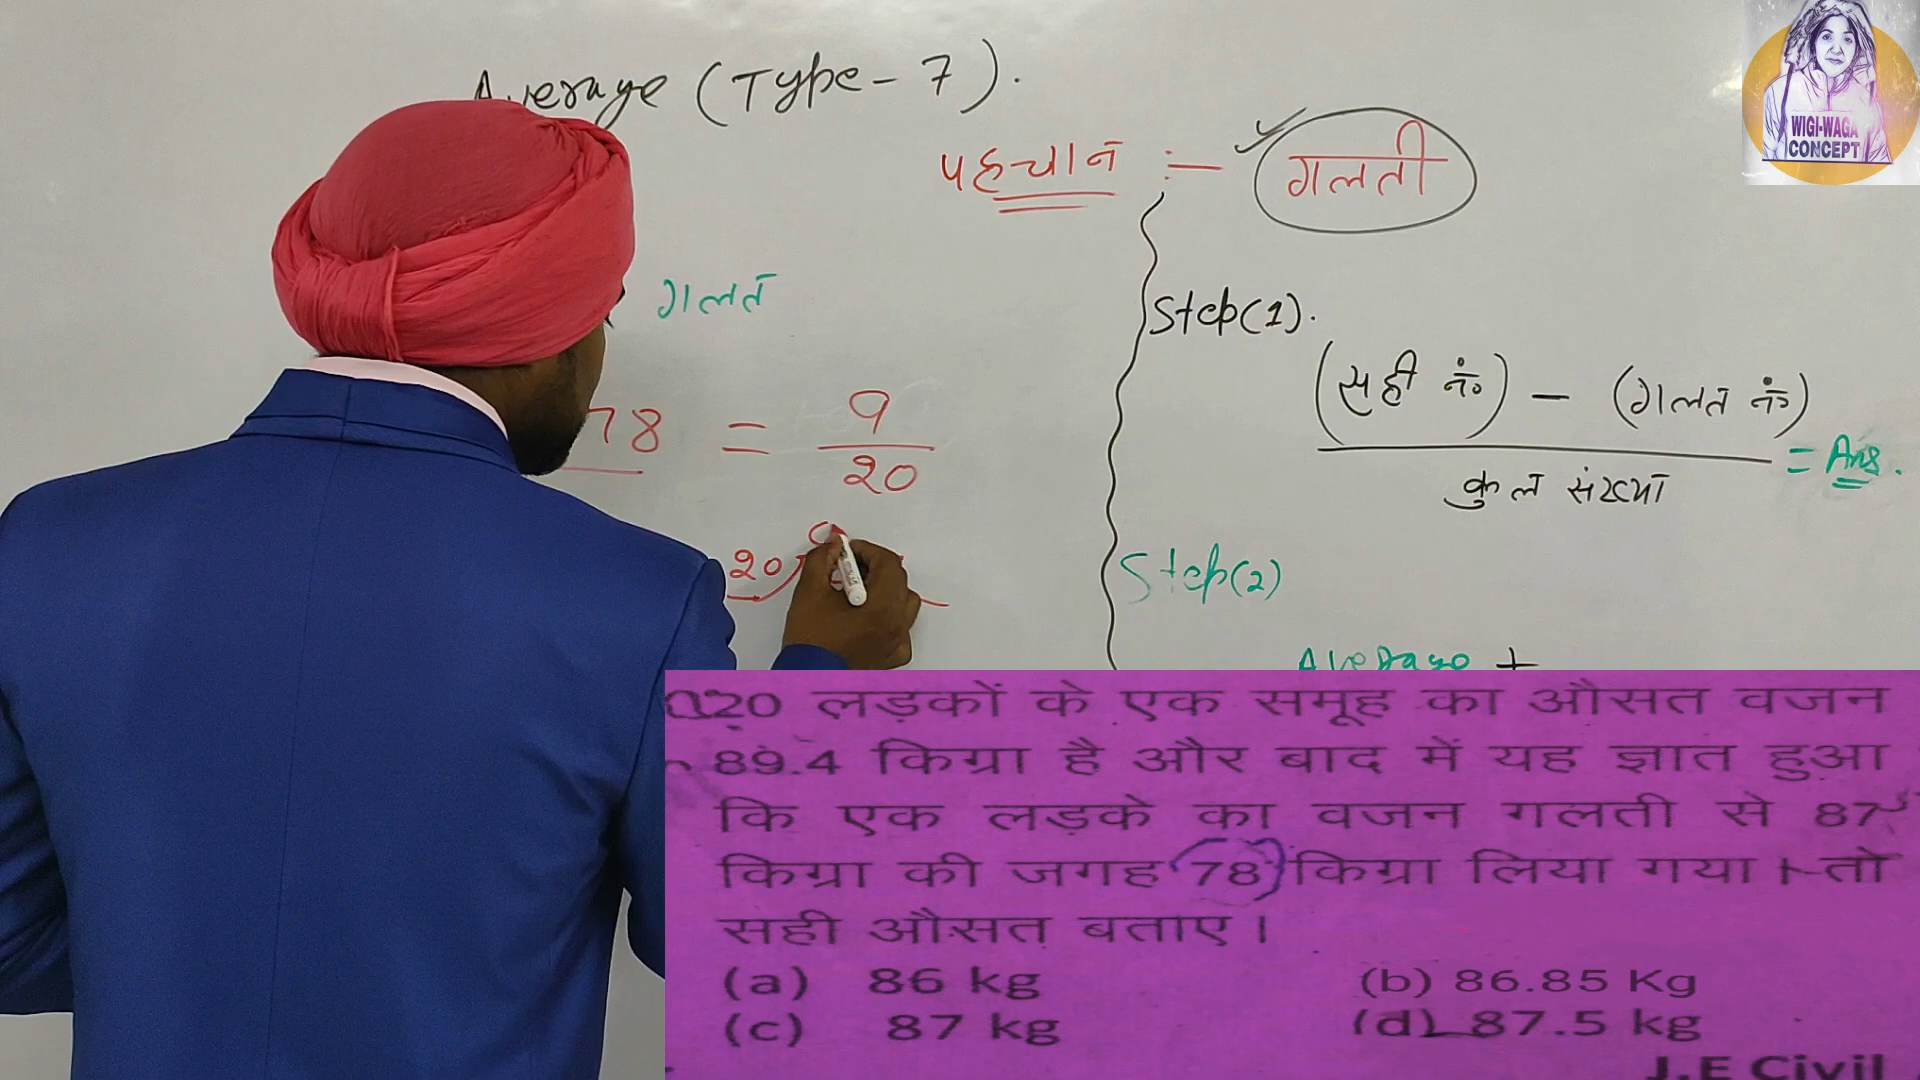 Average (Type - 7).
पहचान :- गलती
गलत
78 = 9
20
20
Step(1).
(सही नं०) - (गलत नं०)
कुल संख्या
= Ans.
Step(2)
Average +
20 लड़कों के एक समूह का औसत वजन
89.4 किग्रा है और बाद में यह ज्ञात हुआ
कि एक लड़के का वजन गलती से 87
किग्रा की जगह 78 किग्रा लिया गया। तो
सही औसत बताए।
(a) 86 kg
(b) 86.85 Kg
(c) 87 kg
(d) 87.5 kg
J.E Civil
WIGI-WAGA
CONCEPT